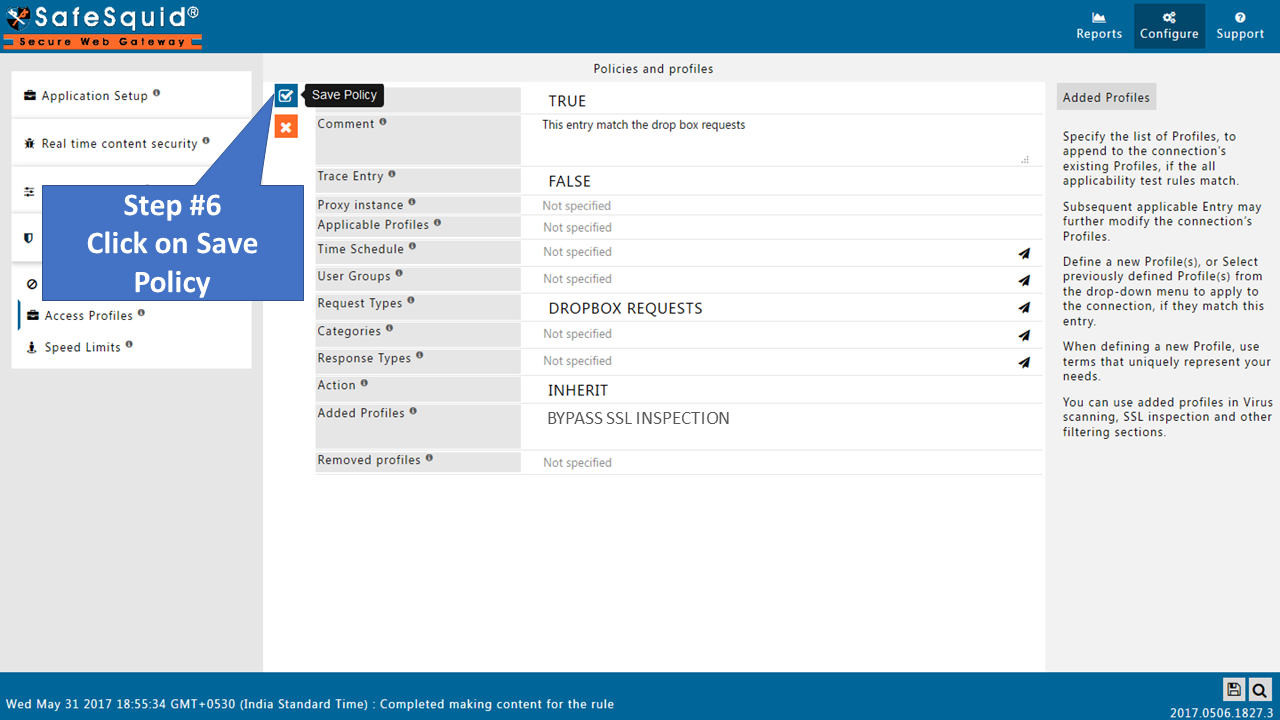 SafeSquid®
Secure Web Gateway
Reports
Configure
Support
Policies and profiles
Application Setup
Real time content security
Access Profiles
Speed Limits
Step #6
Click on Save
Policy
Save Policy
TRUE
Comment
This entry match the drop box requests
Trace Entry
FALSE
Proxy instance
Not specified
Applicable Profiles
Not specified
Time Schedule
Not specified
User Groups
Not specified
Request Types
DROPBOX REQUESTS
Categories
Not specified
Response Types
Not specified
Action
INHERIT
Added Profiles
BYPASS SSL INSPECTION
Removed profiles
Not specified
Added Profiles
Specify the list of Profiles, to
append to the connection's
existing Profiles, if the all
applicability test rules match.
Subsequent applicable Entry may
further modify the connection's
Profiles.
Define a new Profile(s), or Select
previously defined Profile(s) from
the drop-down menu to apply to
the connection, if they match this
entry.
When defining a new Profile, use
terms that uniquely represent your
needs.
You can use added profiles in Virus
scanning, SSL inspection and other
filtering sections.
Wed May 31 2017 18:55:34 GMT+0530 (India Standard Time) : Completed making content for the rule
2017.0506.1827.3